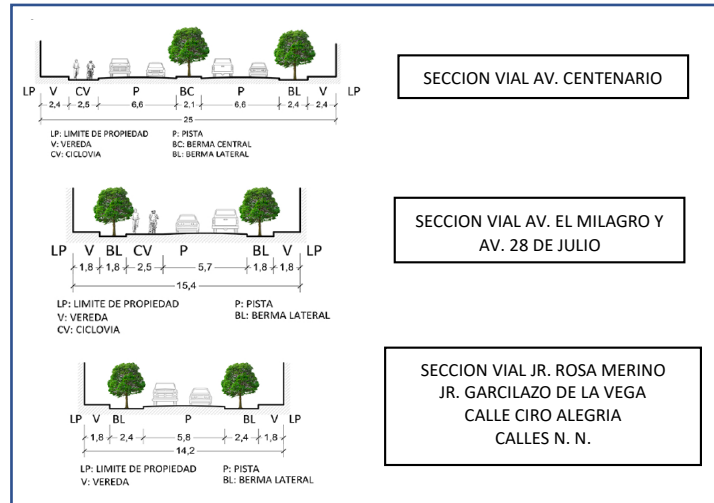 LP V CV P BC P BL V LP
2,4 2,5 6,6 2,1 6,6 2,4 2,4
25
LP: LIMITE DE PROPIEDAD P: PISTA
V: VEREDA BC: BERMA CENTRAL
CV: CICLOVIA BL: BERMA LATERAL
SECCION VIAL AV. CENTENARIO
LP V BL CV P BL V LP
1,8 1,8 2,5 5,7 1,8 1,8
15,4
LP: LIMITE DE PROPIEDAD P: PISTA
V: VEREDA BL: BERMA LATERAL
CV: CICLOVIA
SECCION VIAL AV. EL MILAGRO Y
AV. 28 DE JULIO
LP V BL P BL V LP
1,8 2,4 5,8 2,4 1,8
14,2
LP: LIMITE DE PROPIEDAD P: PISTA
V: VEREDA BL: BERMA LATERAL
SECCION VIAL JR. ROSA MERINO
JR. GARCILAZO DE LA VEGA
CALLE CIRO ALEGRIA
CALLES N. N.